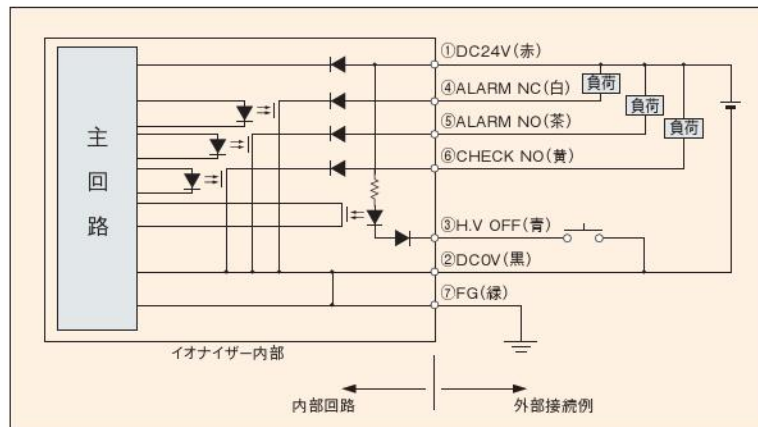 主回路
①DC24V(赤)
④ALARM NC(白)
負荷
⑤ALARM NO(茶)
負荷
⑥CHECK NO(黄)
負荷
③H.V OFF(青)
②DC0V(黒)
⑦FG(緑)
イオナイザー内部
内部回路
外部接続例